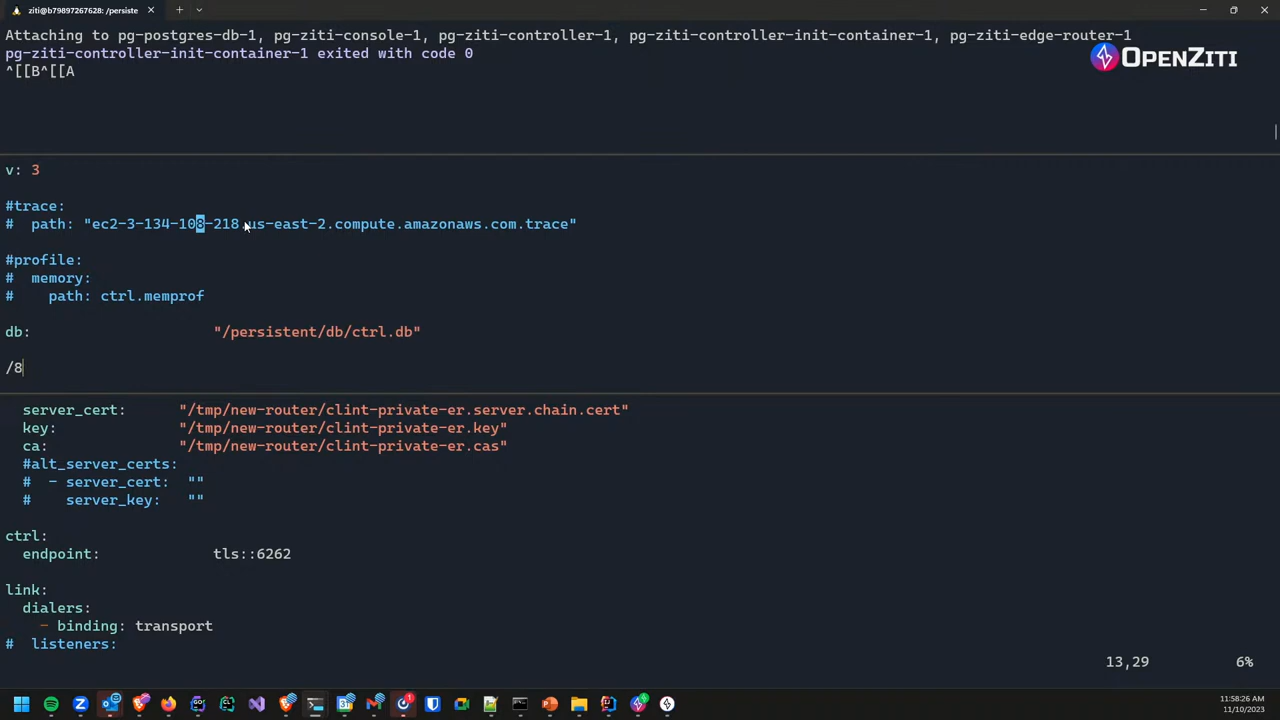 ziti@b79897267628: /persiste
Attaching to pg-postgres-db-1, pg-ziti-console-1, pg-ziti-controller-1, pg-ziti-controller-init-container-1, pg-ziti-edge-router-1
pg-ziti-controller-init-container-1 exited with code 0
^[[B^[[A
OPENZITI
v: 3
#trace:
#  path: "ec2-3-134-108-218.us-east-2.compute.amazonaws.com.trace"
#profile:
#  memory:
#    path: ctrl.memprof
db:                     "/persistent/db/ctrl.db"
/8
  server_cert:      "/tmp/new-router/clint-private-er.server.chain.cert"
  key:              "/tmp/new-router/clint-private-er.key"
  ca:               "/tmp/new-router/clint-private-er.cas"
  #alt_server_certs:
  #  - server_cert:  ""
  #    server_key:   ""
ctrl:
  endpoint:             tls::6262
link:
  dialers:
    - binding: transport
#  listeners:
13,29 6%
11:58:26 AM
11/10/2023